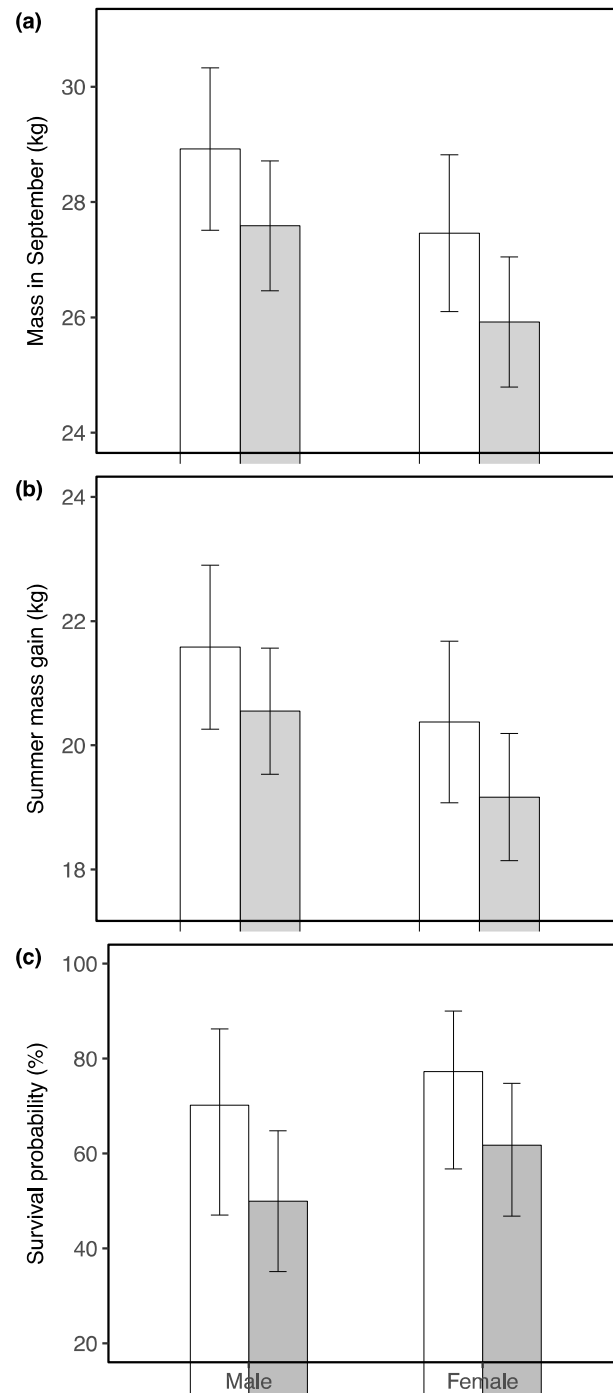 (a)
Mass in September (kg)
30
28
26
24
(b)
Summer mass gain (kg)
24
22
20
18
(c)
Survival probability (%)
100
80
60
40
20
Male
Female